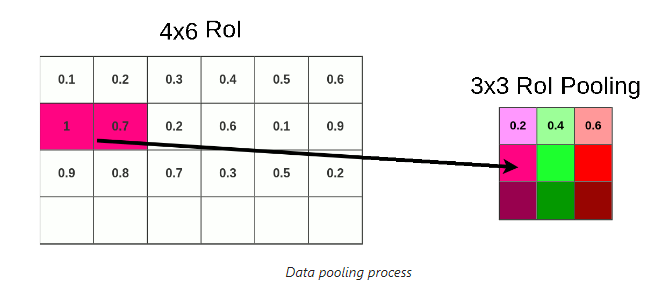 4x6 RoI
0.1 0.2 0.3 0.4 0.5 0.6
1 0.7 0.2 0.6 0.1 0.9
0.9 0.8 0.7 0.3 0.5 0.2
3x3 RoI Pooling
0.2 0.4 0.6
Data pooling process